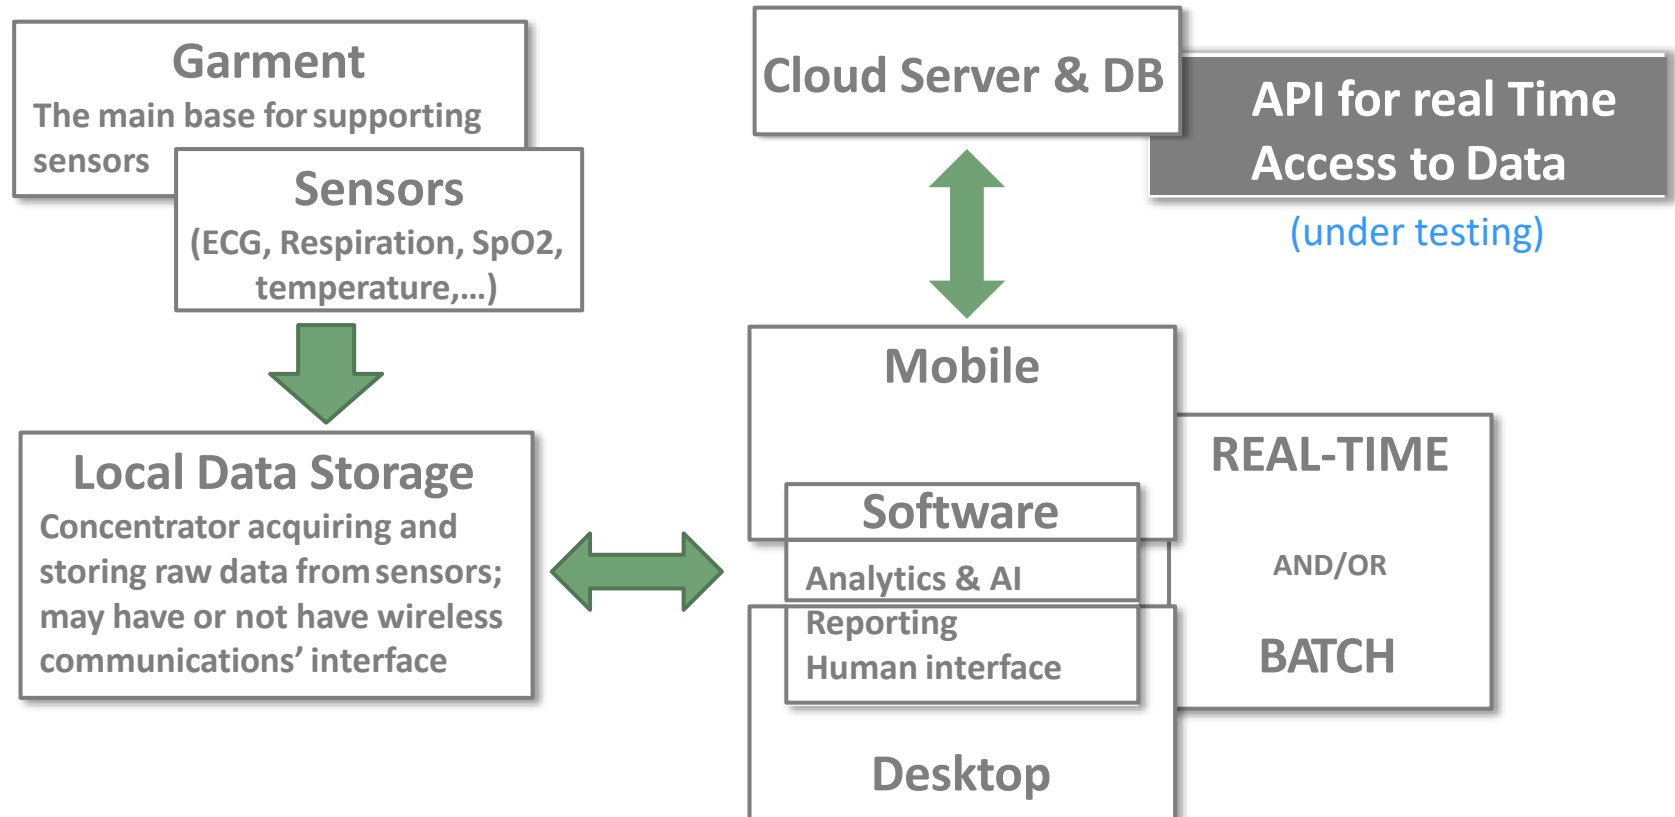 Garment
The main base for supporting
sensors
Sensors
(ECG, Respiration, SpO2,
temperature,...)
Local Data Storage
Concentrator acquiring and
storing raw data from sensors;
may have or not have wireless
communications’ interface
Cloud Server & DB
API for real Time
Access to Data
(under testing)
Mobile
Software
Analytics & AI
Reporting
Human interface
Desktop
REAL-TIME
AND/OR
BATCH